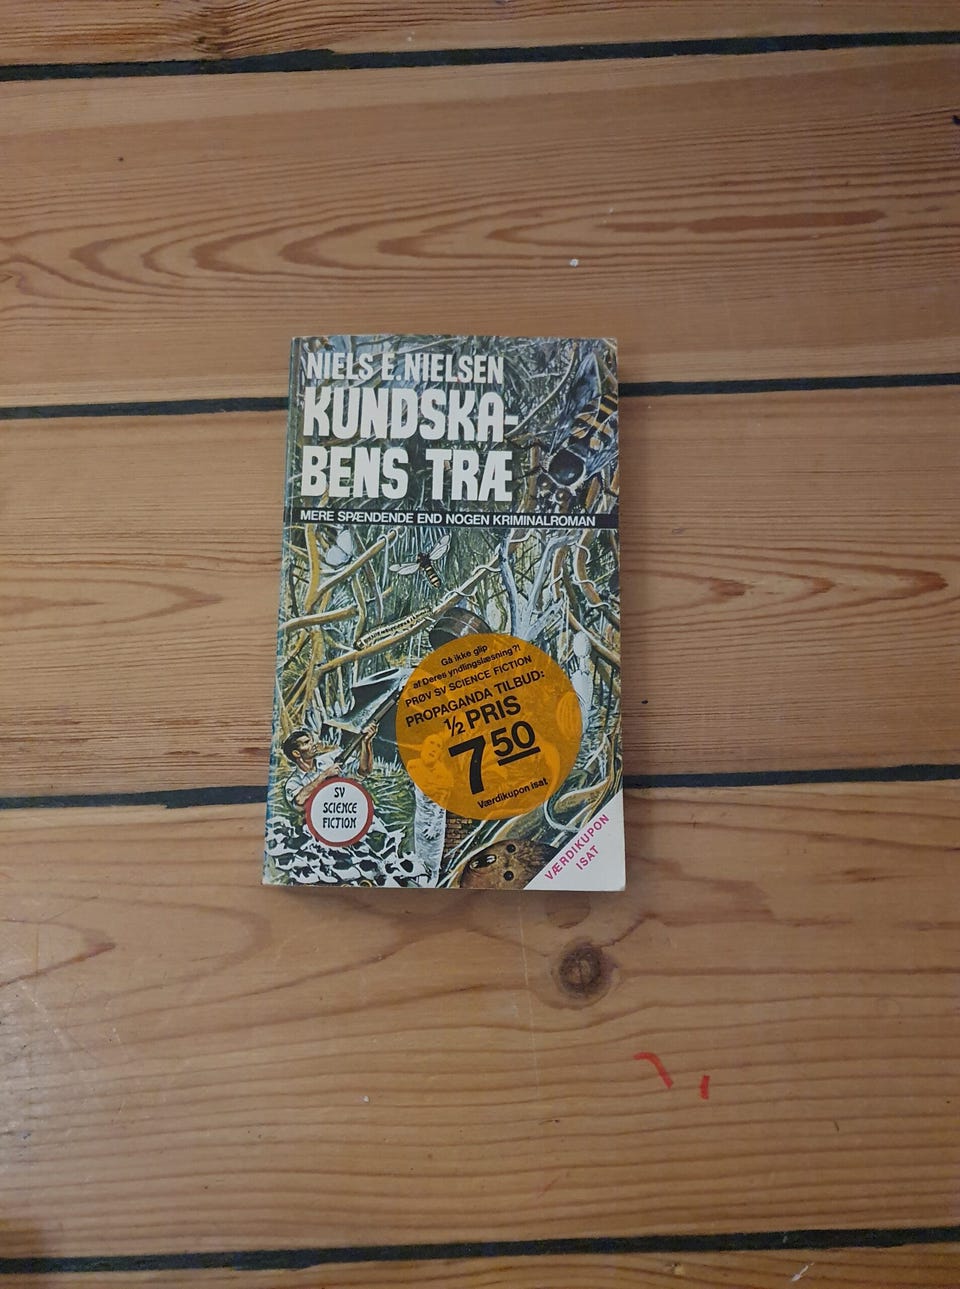 NIELS E. NIELSEN
KUNDSKA-
BENS TRÆ
MERE SPÆNDENDE END NOGEN KRIMINALROMAN
Gå ikke glip
af Deres yndlingslæsning?!
PRØV SV SCIENCE FICTION
PROPAGANDA TILBUD:
½ PRIS
7 50
Værdikupon isat
SV
SCIENCE
FICTION
VÆRDIKUPON
ISAT